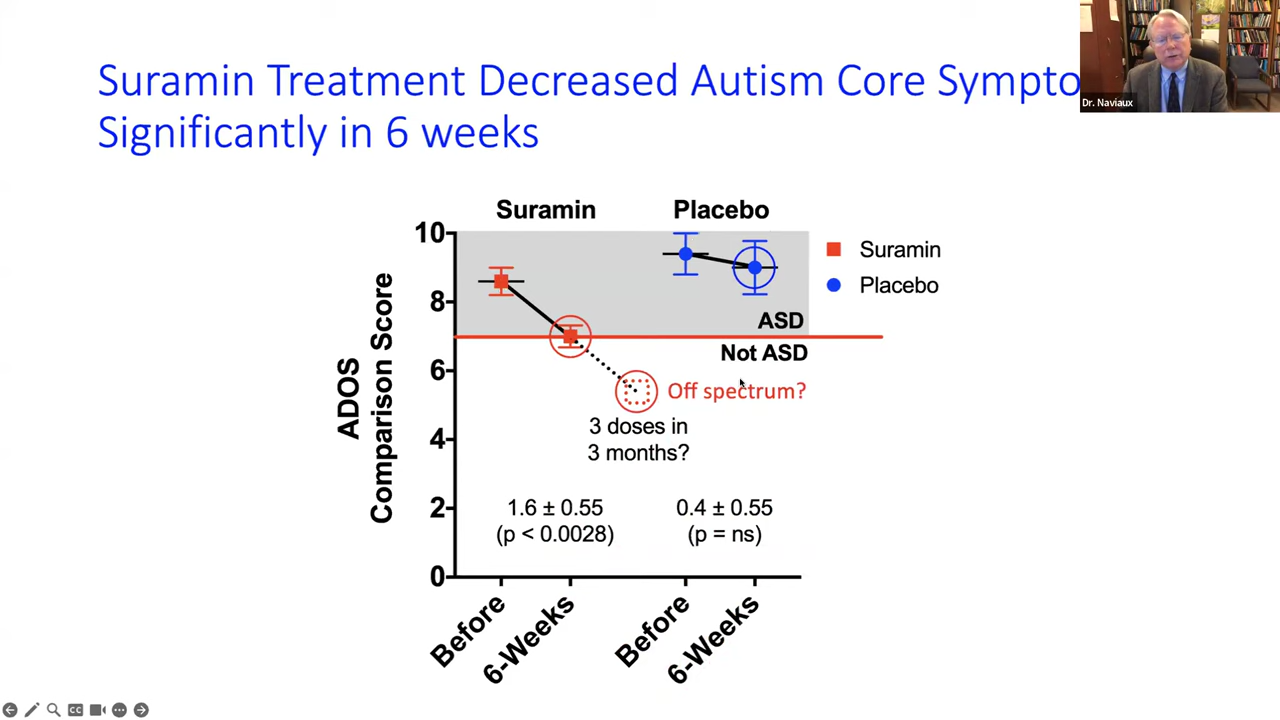 Suramin Treatment Decreased Autism Core Sympto
Significantly in 6 weeks
Dr. Naviaux
Suramin
Placebo
10
8
6
4
2
0
ADOS
Comparison Score
Suramin
Placebo
ASD
Not ASD
Off spectrum?
3 doses in
3 months?
1.6 ± 0.55
(p < 0.0028)
0.4 ± 0.55
(p = ns)
Before
6-Weeks
Before
6-Weeks
CC